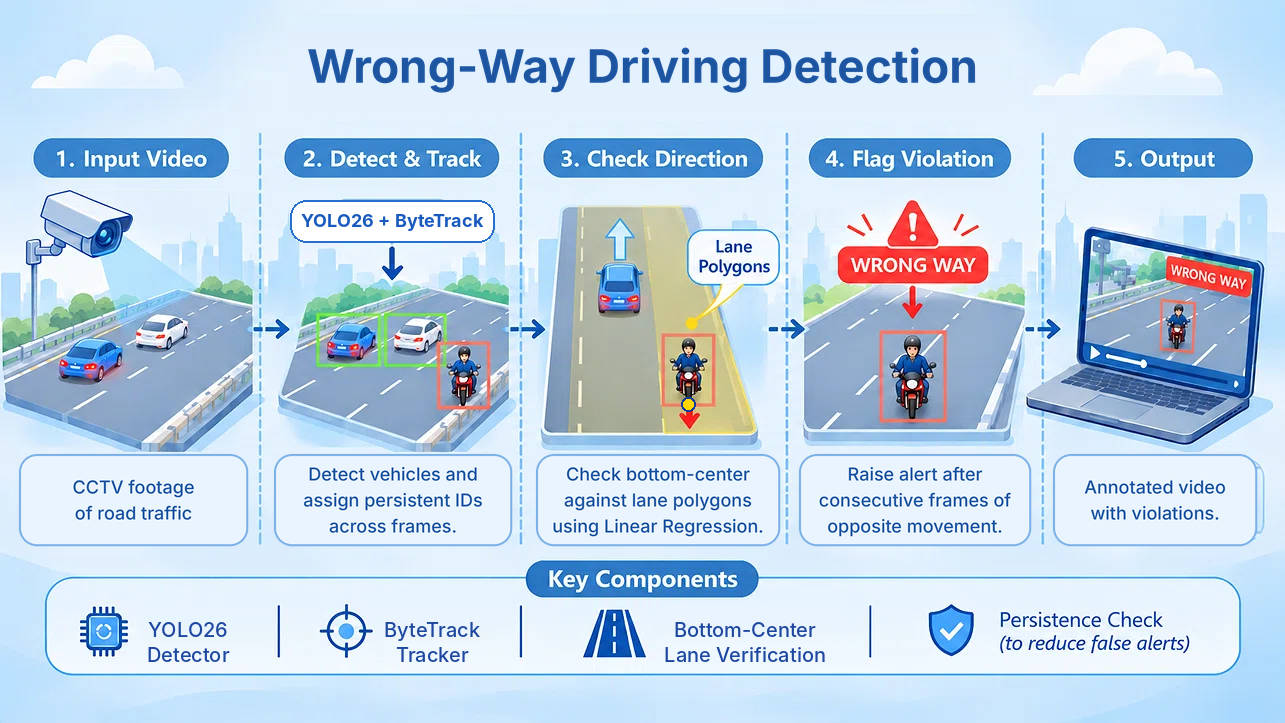 Wrong-Way Driving Detection
1. Input Video
2. Detect & Track
3. Check Direction
4. Flag Violation
5. Output
YOLO26 + ByteTrack
Lane
Polygons
WRONG WAY
WRONG WAY
CCTV footage
of road traffic
Detect vehicles and
assign persistent IDs
across frames.
Check bottom-center
against lane polygons
using Linear Regression.
Raise alert after
consecutive frames of
opposite movement.
Annotated video
with violations.
Key Components
YOLO26
Detector
ByteTrack
Tracker
Bottom-Center
Lane Verification
Persistence Check
(to reduce false alerts)